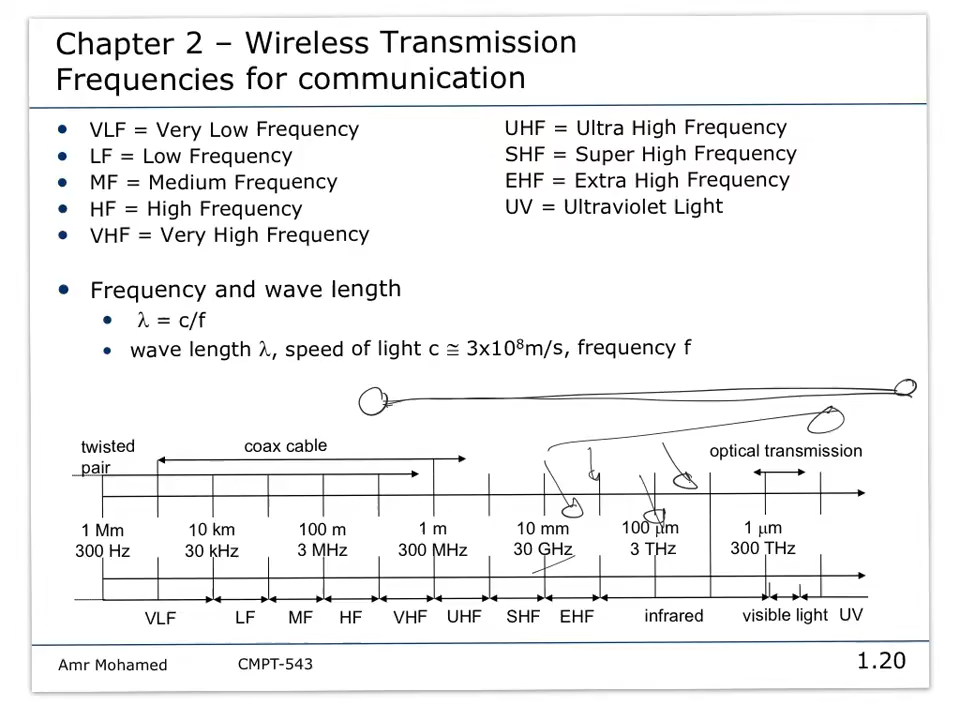 Chapter 2 – Wireless Transmission
Frequencies for communication
VLF = Very Low Frequency
LF = Low Frequency
MF = Medium Frequency
HF = High Frequency
VHF = Very High Frequency
UHF = Ultra High Frequency
SHF = Super High Frequency
EHF = Extra High Frequency
UV = Ultraviolet Light
Frequency and wave length
λ = c/f
wave length λ, speed of light c ≅ 3x10⁸m/s, frequency f
twisted
pair
coax cable
optical transmission
1 Mm 10 km 100 m 1 m 10 mm 100 μm 1 μm
300 Hz 30 kHz 3 MHz 300 MHz 30 GHz 3 THz 300 THz
VLF LF MF HF VHF UHF SHF EHF infrared visible light UV
Amr Mohamed CMPT-543 1.20